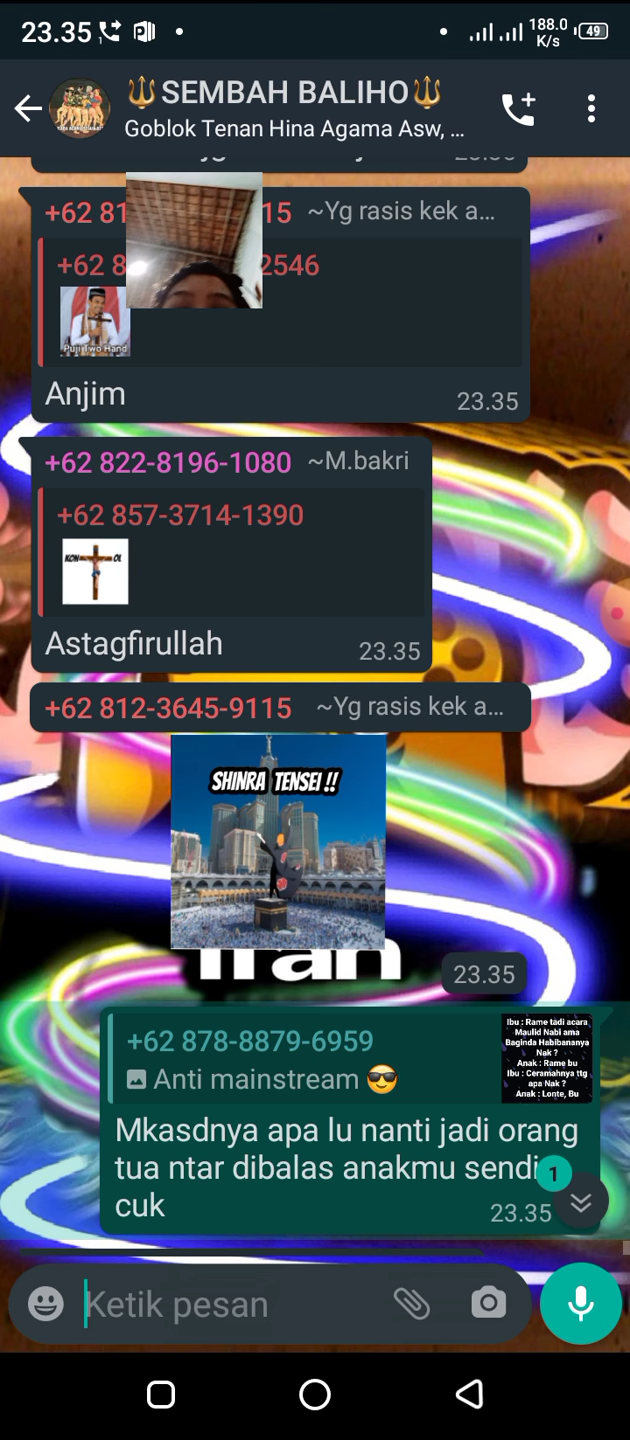 23.35
188.0
K/s
49
SEMBAH BALIHO
Goblok Tenan Hina Agama Asw, ...
+62 81 15 ~Yg rasis kek a...
+62 8 2546
Puji Two Hand
Anjim
23.35
+62 822-8196-1080 ~M.bakri
+62 857-3714-1390
KON OL
Astagfirullah
23.35
+62 812-3645-9115 ~Yg rasis kek a...
SHINRA TENSEI !!
23.35
+62 878-8879-6959
Anti mainstream 😎
Ibu : Rame tadi acara
Maulid Nabi ama
Baginda Habibananya
Nak ?
Anak : Rame bu
Ibu : Ceramahnya ttg
apa Nak ?
Anak : Lonte, Bu
Mkasdnya apa lu nanti jadi orang
tua ntar dibalas anakmu sendi
cuk
23.35
1
Ketik pesan